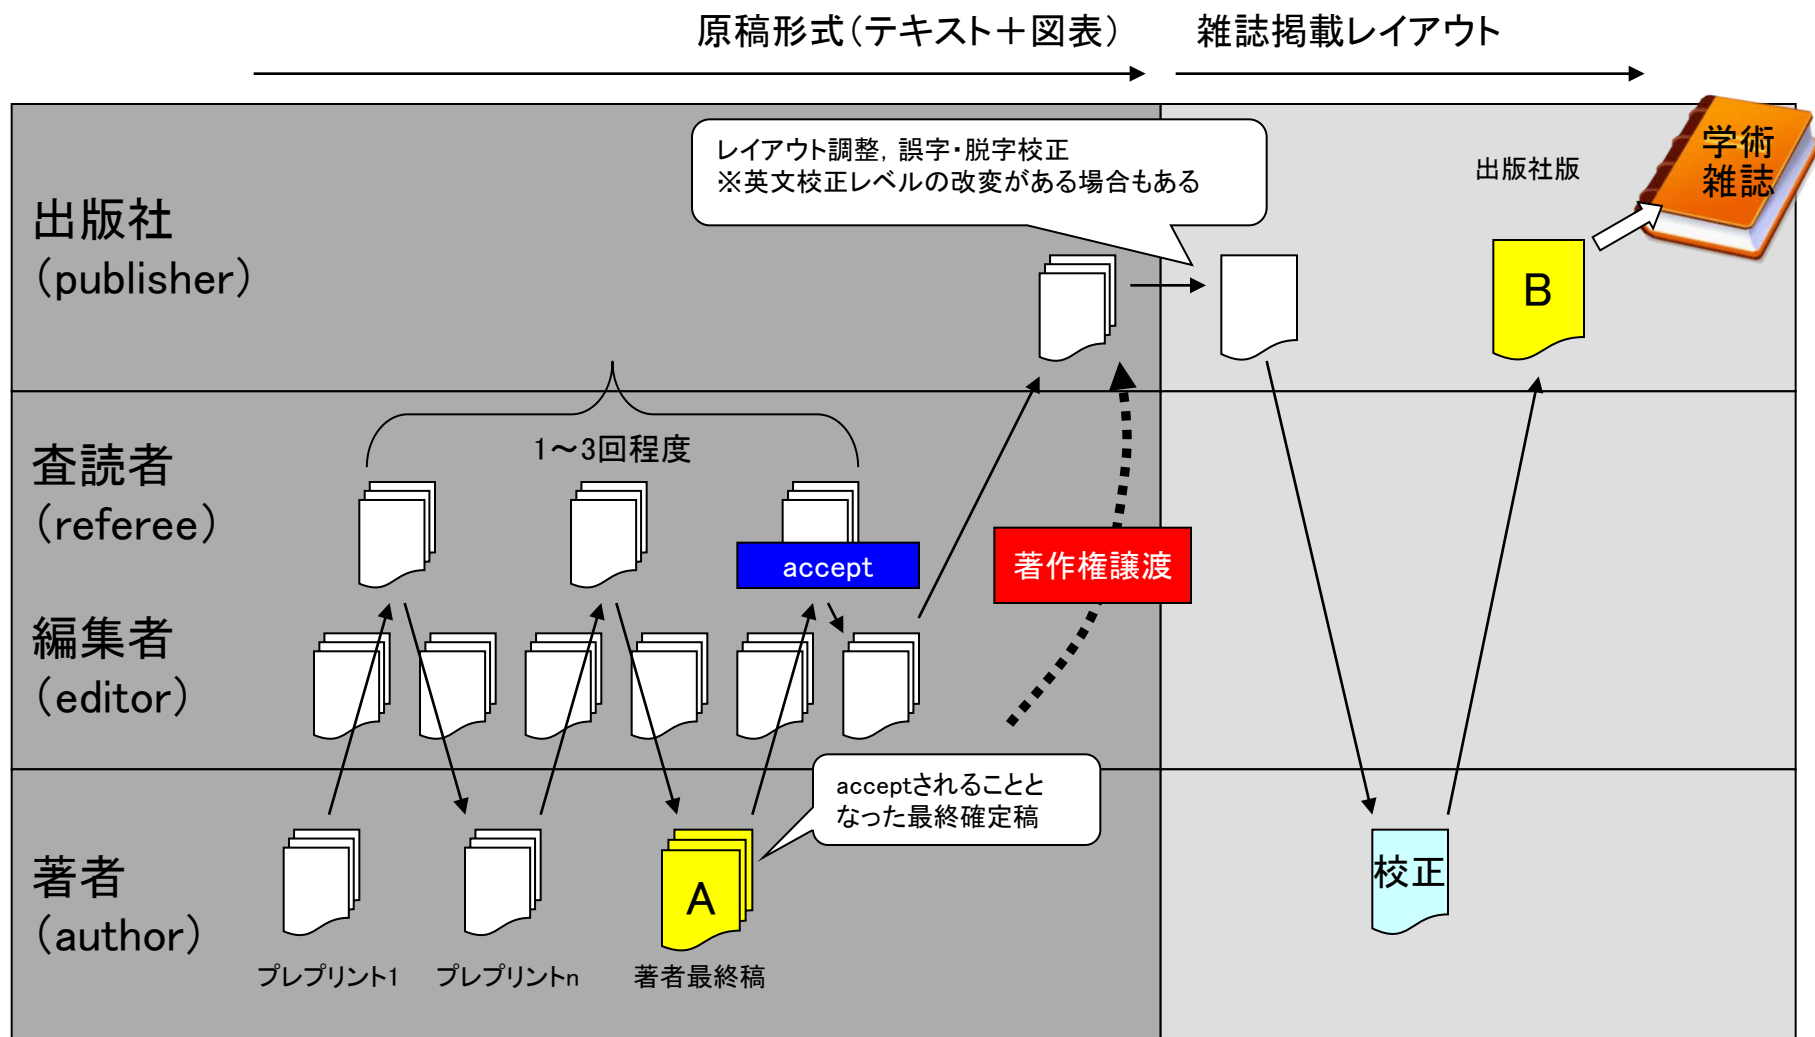 原稿形式(テキスト+図表)
雑誌掲載レイアウト
レイアウト調整, 誤字・脱字校正
※英文校正レベルの改変がある場合もある
出版社版
学術
雑誌
出版社
(publisher)
B
1～3回程度
査読者
(referee)
accept
著作権譲渡
編集者
(editor)
acceptされることと
なった最終確定稿
著者
(author)
A
校正
プレプリント1
プレプリントn
著者最終稿